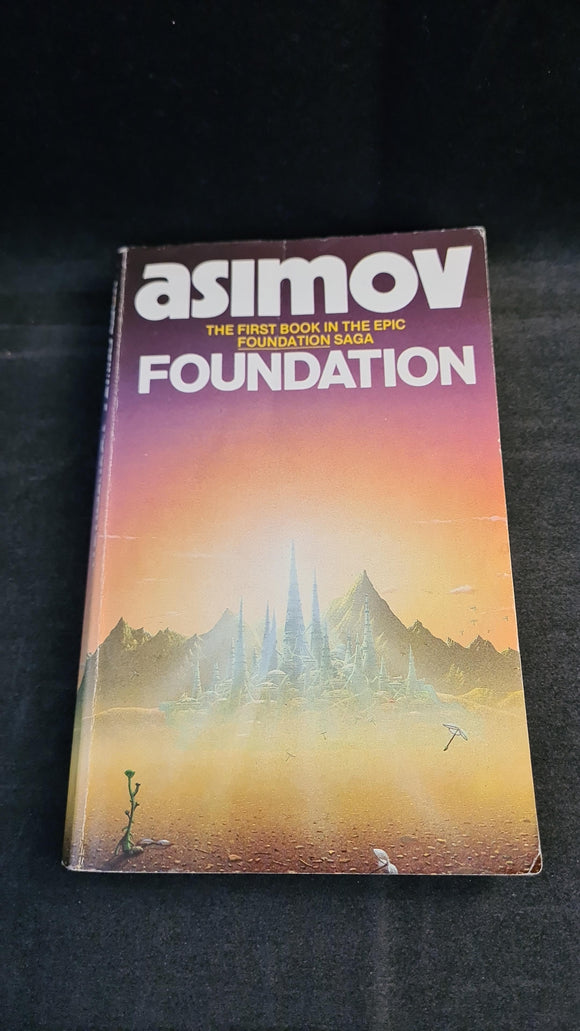 asimov
THE FIRST BOOK IN THE EPIC
FOUNDATION SAGA
FOUNDATION